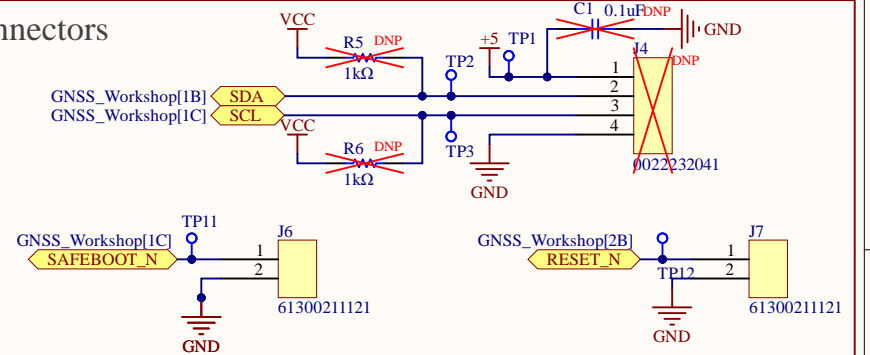 nnectors
C1 0.1uF DNP
GND
VCC
R5 DNP
1kΩ
+5 TP1
J4
DNP
TP2
GNSS_Workshop[1B] SDA
GNSS_Workshop[1C] SCL
1
2
3
4
VCC
R6 DNP
1kΩ
TP3
GND
0022232041
TP11
J6
GNSS_Workshop[1C]
SAFEBOOT_N
1
2
61300211121
GND
GNSS_Workshop[2B]
J7
RESET_N
TP12
1
2
61300211121
GND